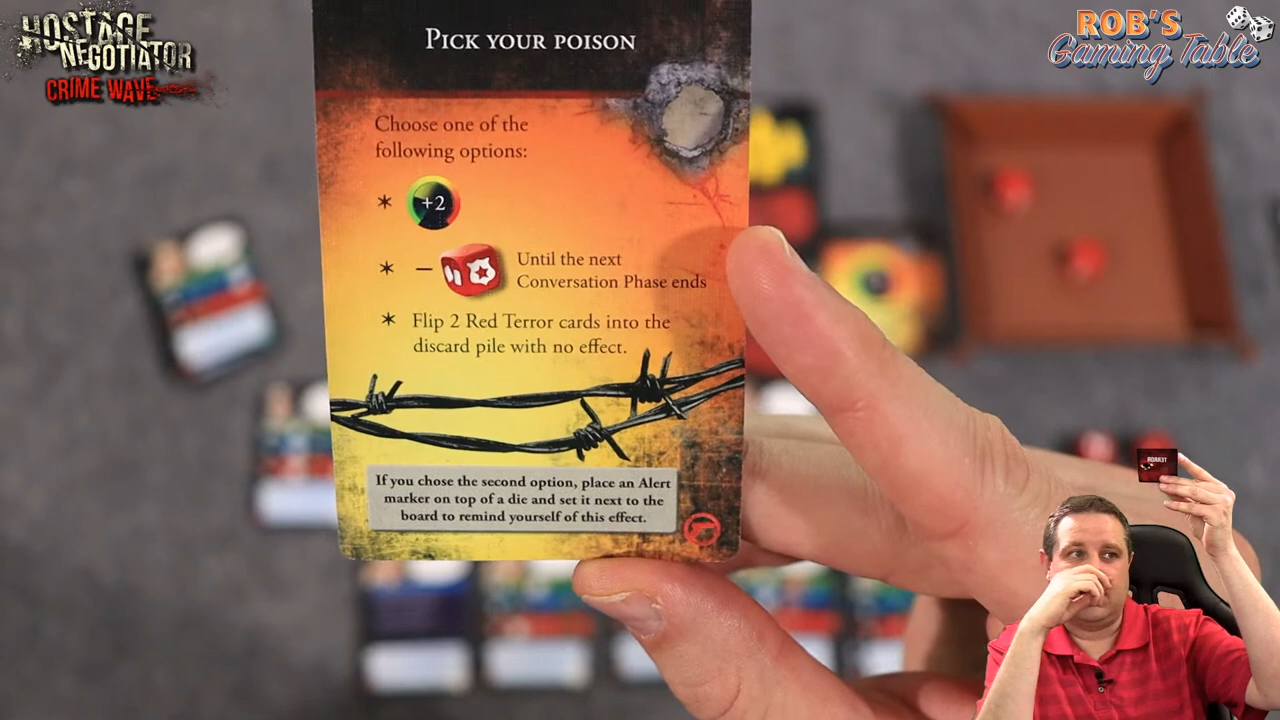 HOSTAGE
NEGOTIATOR
CRIME WAVE
ROB'S
Gaming Table
PICK YOUR POISON
Choose one of the
following options:
* +2
* – Until the next
Conversation Phase ends
* Flip 2 Red Terror cards into the
discard pile with no effect.
If you chose the second option, place an Alert
marker on top of a die and set it next to the
board to remind yourself of this effect.